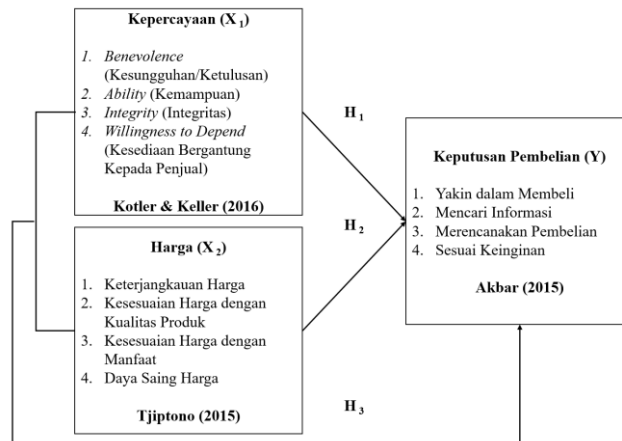 Kepercayaan (X₁)
1. Benevolence
(Kesungguhan/Ketulusan)
2. Ability (Kemampuan)
3. Integrity (Integritas)
4. Willingness to Depend
(Kesediaan Bergantung
Kepada Penjual)
Kotler & Keller (2016)
Harga (X₂)
1. Keterjangkauan Harga
2. Kesesuaian Harga dengan
Kualitas Produk
3. Kesesuaian Harga dengan
Manfaat
4. Daya Saing Harga
Tjiptono (2015)
H₁
H₂
H₃
Keputusan Pembelian (Y)
1. Yakin dalam Membeli
2. Mencari Informasi
3. Merencanakan Pembelian
4. Sesuai Keinginan
Akbar (2015)